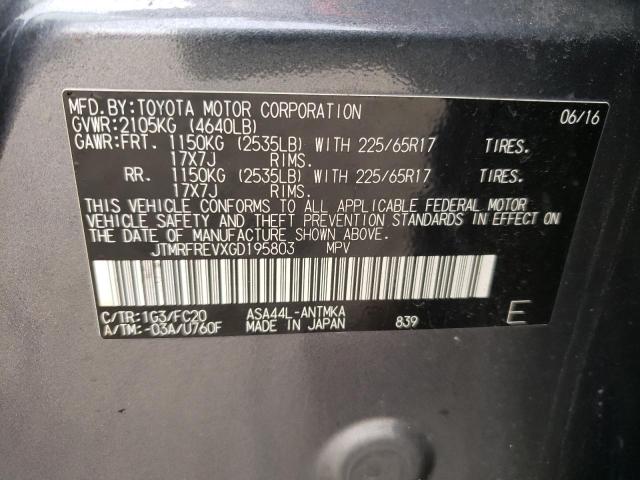 MFD.BY:TOYOTA MOTOR CORPORATION 06/16
GVWR:2105KG (4640LB)
GAWR:FRT. 1150KG (2535LB) WITH 225/65R17 TIRES.
17X7J RIMS.
RR. 1150KG (2535LB) WITH 225/65R17 TIRES.
17X7J RIMS.
THIS VEHICLE CONFORMS TO ALL APPLICABLE FEDERAL MOTOR
VEHICLE SAFETY AND THEFT PREVENTION STANDARDS IN EFFECT ON
THE DATE OF MANUFACTURE SHOWN ABOVE.
JTMRFREVXGD195803 MPV
C/TR:1G3/FC20 ASA44L-ANTMKA
A/TM:-03A/U760F MADE IN JAPAN 839 E